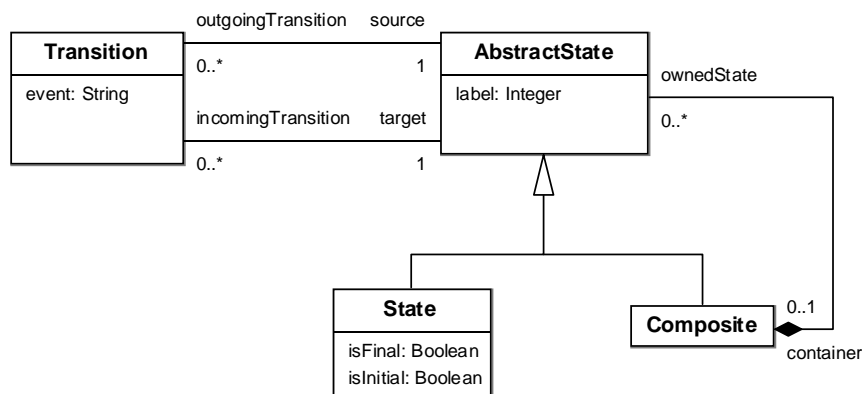 outgoingTransition source
Transition
AbstractState
0..* 1
ownedState
event: String
label: Integer
incomingTransition target
0..*
0..* 1
State
0..1
Composite
isFinal: Boolean
container
isInitial: Boolean